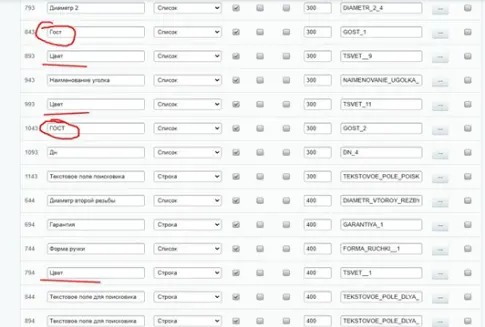 793 Диаметр 2 Список 300 DIAMETR_2_4 ...
843 Гост Список 300 GOST_1 ...
893 Цвет Список 300 TSVET__9 ...
943 Наименование уголка Список 300 NAIMENOVANIE_UGOLKA_ ...
993 Цвет Список 300 TSVET_11 ...
1043 ГОСТ Список 300 GOST_2 ...
1093 Дн Список 300 DN_4 ...
1143 Текстовое поле поисковика Строка 300 TEKSTOVOE_POLE_POISK ...
644 Диаметр второй резьбы Список 400 DIAMETR_VTOROY_REZBY ...
694 Гарантия Строка 400 GARANTIYA_1 ...
744 Форма ручки Список 400 FORMA_RUCHKI__1 ...
794 Цвет Строка 400 TSVET__1 ...
844 Текстовое поле для поисковика Строка 400 TEKSTOVOE_POLE_DLYA_ ...
894 Текстовое поле для поисковика Строка 400 TEKSTOVOE_POLE_DLYA_ ...